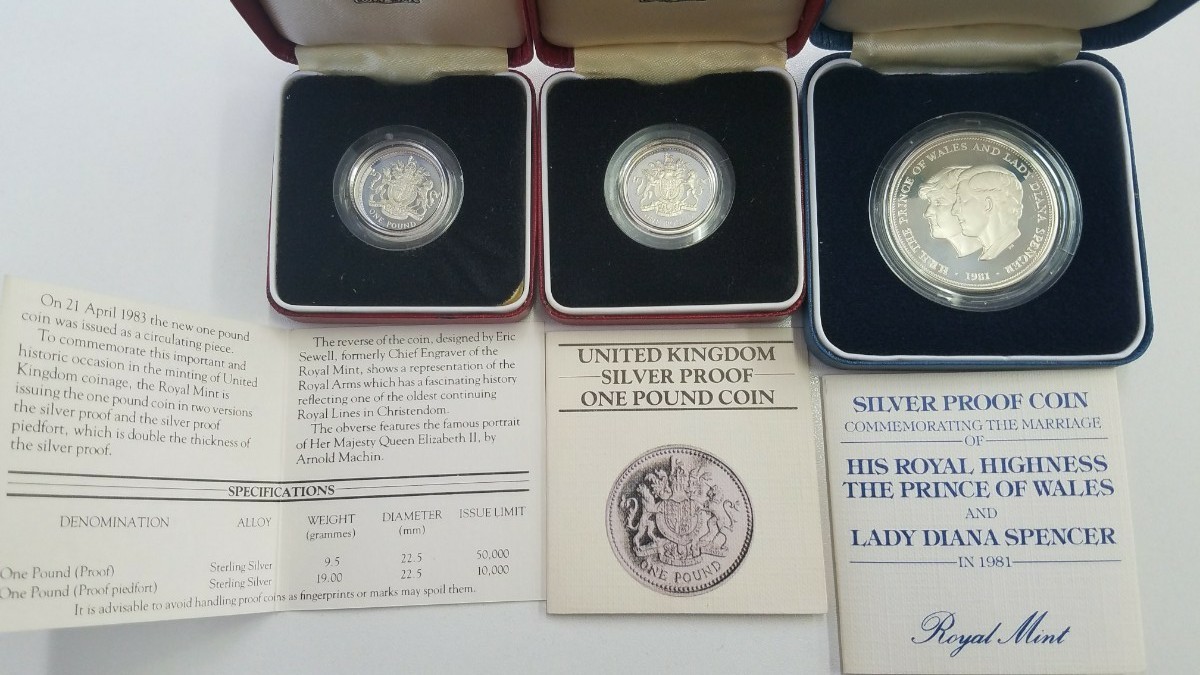 ONE POUND
H.R.H. THE PRINCE OF WALES AND LADY DIANA SPENCER
· 1981 ·
On 21 April 1983 the new one pound
coin was issued as a circulating piece.
To commemorate this important and
historic occasion in the minting of United
Kingdom coinage, the Royal Mint is
issuing the one pound coin in two versions
the silver proof and the silver proof
piedfort, which is double the thickness of
the silver proof.
The reverse of the coin, designed by Eric
Sewell, formerly Chief Engraver of the
Royal Mint, shows a representation of the
Royal Arms which has a fascinating history
reflecting one of the oldest continuing
Royal Lines in Christendom.
The obverse features the famous portrait
of Her Majesty Queen Elizabeth II, by
Arnold Machin.
SPECIFICATIONS
DENOMINATION ALLOY WEIGHT (grammes) DIAMETER (mm) ISSUE LIMIT
One Pound (Proof) Sterling Silver 9.5 22.5 50,000
One Pound (Proof piedfort) Sterling Silver 19.00 22.5 10,000
It is advisable to avoid handling proof coins as fingerprints or marks may spoil them.
UNITED KINGDOM
SILVER PROOF
ONE POUND COIN
ONE POUND
SILVER PROOF COIN
COMMEMORATING THE MARRIAGE
OF
HIS ROYAL HIGHNESS
THE PRINCE OF WALES
AND
LADY DIANA SPENCER
IN 1981
Royal Mint